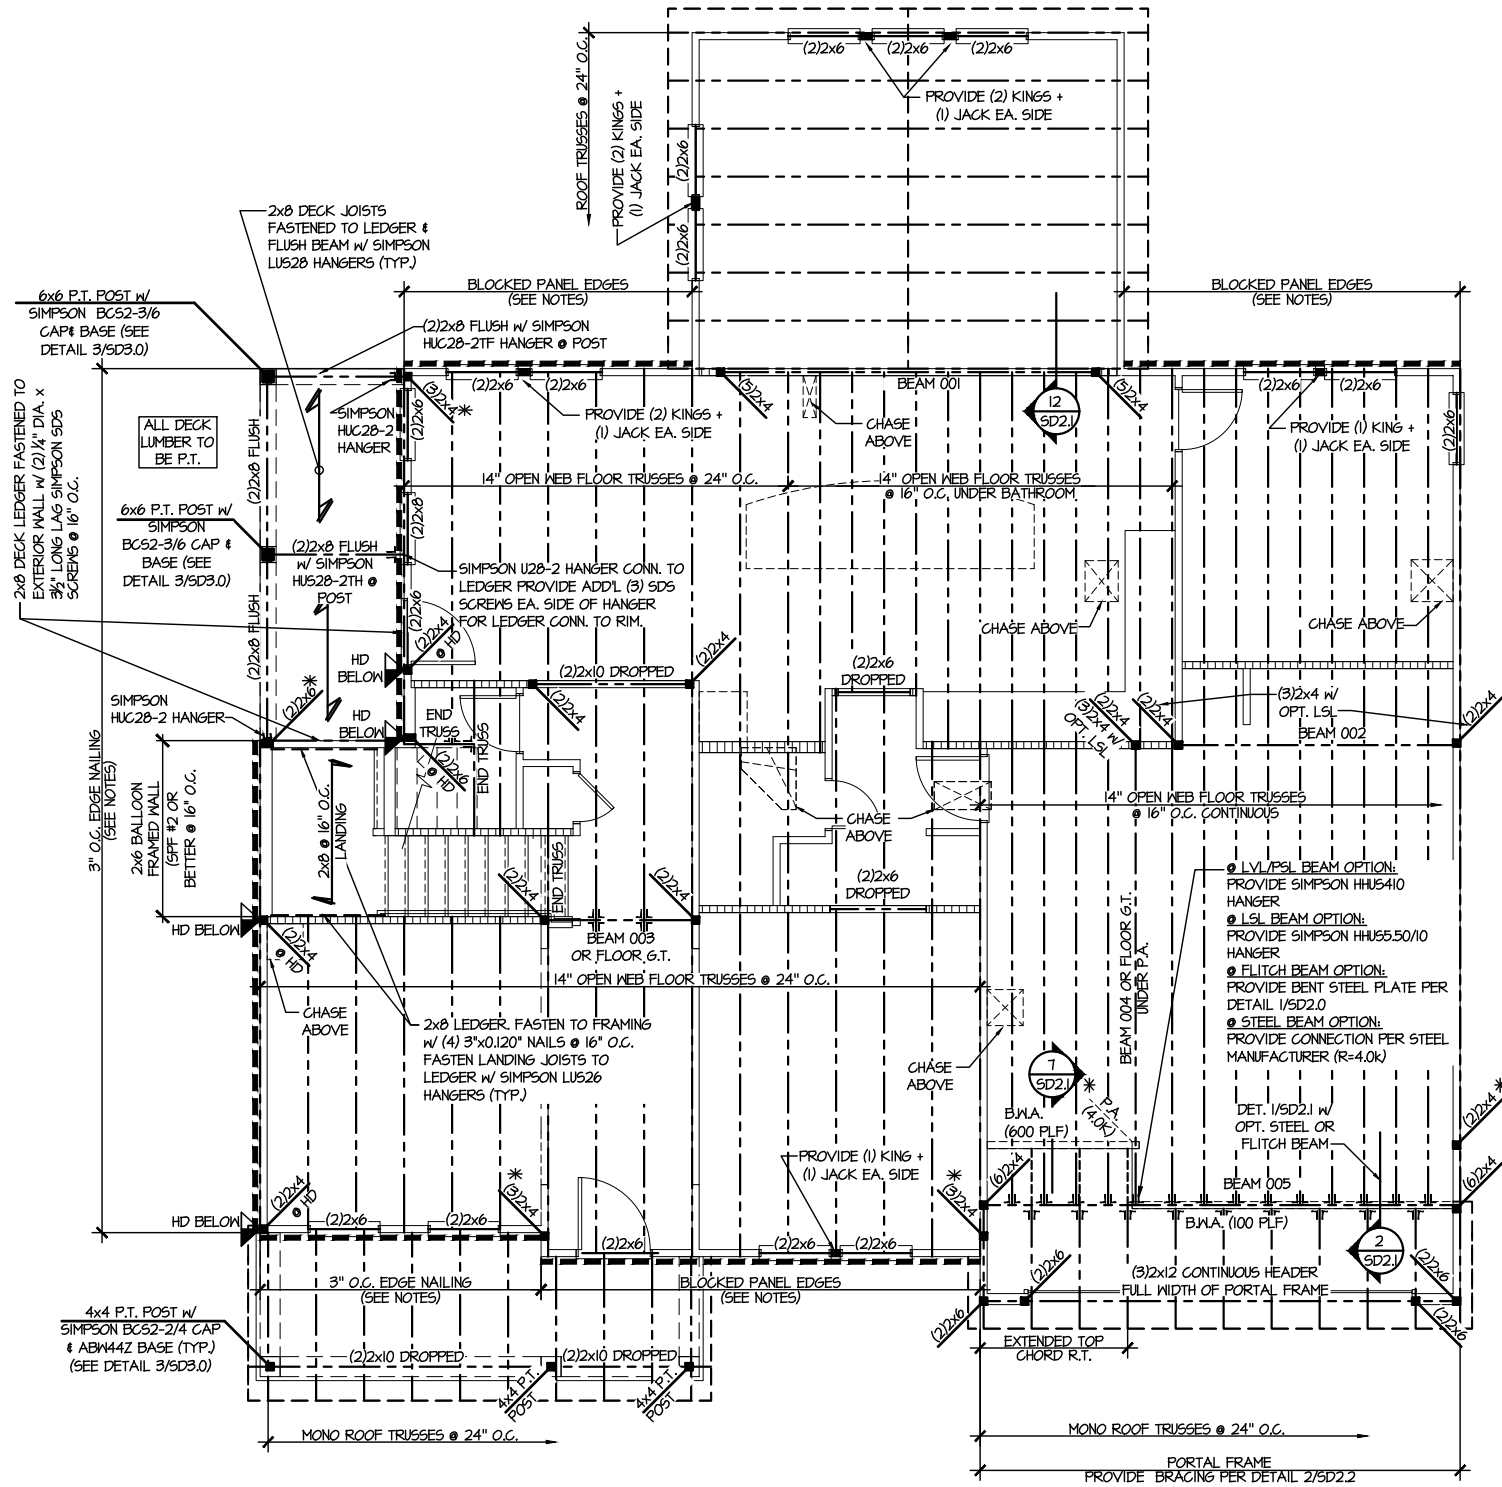 ROOF TRUSSES @ 24" O.C.
(2)2x6
(2)2x6
(2)2x6
PROVIDE (2) KINGS +
(1) JACK EA. SIDE
PROVIDE (2) KINGS +
(1) JACK EA. SIDE
(2)2x6
(2)2x6
2x8 DECK JOISTS
FASTENED TO LEDGER &
FLUSH BEAM W/ SIMPSON
LUS28 HANGERS (TYP.)
BLOCKED PANEL EDGES
(SEE NOTES)
BLOCKED PANEL EDGES
(SEE NOTES)
6x6 P.T. POST W/
SIMPSON BCS2-3/6
CAP& BASE (SEE
DETAIL 3/SD3.0)
(2)2x8 FLUSH W/ SIMPSON
HUC28-2TF HANGER @ POST
2x8 DECK LEDGER FASTENED TO
EXTERIOR WALL W/ (2)1/4" DIA. x
3½" LONG LAG SIMPSON SDS
SCREWS @ 16" O.C.
ALL DECK
LUMBER TO
BE P.T.
(2)2x8 FLUSH
SIMPSON
HUC28-2
HANGER
(2)2x6
(3)2x4*
(2)2x6
(2)2x6
PROVIDE (2) KINGS +
(1) JACK EA. SIDE
(5)2x4
BEAM 001
(5)2x4
CHASE
ABOVE
12
SD2.1
(2)2x6
(2)2x6
PROVIDE (1) KING +
(1) JACK EA. SIDE
(2)2x6
14" OPEN WEB FLOOR TRUSSES @ 24" O.C.
14" OPEN WEB FLOOR TRUSSES
@ 16" O.C. UNDER BATHROOM
6x6 P.T. POST W/
SIMPSON
BCS2-3/6 CAP &
BASE (SEE
DETAIL 3/SD3.0)
(2)2x8
(2)2x8 FLUSH
W/ SIMPSON
HUS28-2TH @
POST
SIMPSON U28-2 HANGER CONN. TO
LEDGER PROVIDE ADD'L (3) SDS
SCREWS EA. SIDE OF HANGER
FOR LEDGER CONN. TO RIM.
(2)2x6
(2)2x8 FLUSH
(2)2x4
@ HD
HD
BELOW
CHASE ABOVE
CHASE ABOVE
(2)2x10 DROPPED
(2)2x4
(2)2x4
(2)2x6
DROPPED
SIMPSON
HUC28-2 HANGER
(2)2x6*
HD
BELOW
END
TRUSS
END TRUSS
(2)2x6
@ HD
(3)2x4 W/
OPT. LSL
(2)2x4
(2)2x4
(3)2x4 W/
OPT. LSL
(2)2x4
BEAM 002
3" O.C. EDGE NAILING
(SEE NOTES)
2x6 BALLOON
FRAMED WALL
(SPF #2 OR
BETTER @ 16" O.C.
2x8 @ 16" O.C.
LANDING
14" OPEN WEB FLOOR TRUSSES
@ 16" O.C. CONTINUOUS
CHASE
ABOVE
END TRUSS
(2)2x4
(2)2x4
(2)2x6
DROPPED
@ LVL/PSL BEAM OPTION:
PROVIDE SIMPSON HHUS410
HANGER
@ LSL BEAM OPTION:
PROVIDE SIMPSON HHUS5.50/10
HANGER
@ FLITCH BEAM OPTION:
PROVIDE BENT STEEL PLATE PER
DETAIL 1/SD2.0
@ STEEL BEAM OPTION:
PROVIDE CONNECTION PER STEEL
MANUFACTURER (R=4.0k)
HD BELOW
(2)2x4
@ HD
BEAM 003
OR FLOOR G.T.
14" OPEN WEB FLOOR TRUSSES @ 24" O.C.
BEAM 004 OR FLOOR G.T.
UNDER P.A.
CHASE
ABOVE
2x8 LEDGER. FASTEN TO FRAMING
W/ (4) 3"x0.120" NAILS @ 16" O.C.
FASTEN LANDING JOISTS TO
LEDGER W/ SIMPSON LUS26
HANGERS (TYP.)
CHASE
ABOVE
7
SD2.1
*
P.A.
(4.0K)
B.W.A.
(600 PLF)
DET. 1/SD2.1 W/
OPT. STEEL OR
FLITCH BEAM
(2)2x4*
PROVIDE (1) KING +
(1) JACK EA. SIDE
(6)2x4
BEAM 005
(6)2x4
HD BELOW
(2)2x4
@ HD
(2)2x6
(2)2x6
*
(3)2x4
(2)2x6
(2)2x6
(2)2x6
*
(3)2x4
B.W.A. (100 PLF)
2
SD2.1
3" O.C. EDGE NAILING
(SEE NOTES)
BLOCKED PANEL EDGES
(SEE NOTES)
(2)2x6
(3)2x12 CONTINUOUS HEADER
FULL WIDTH OF PORTAL FRAME
(2)2x6
(2)2x6
(2)2x6
4x4 P.T. POST W/
SIMPSON BCS2-2/4 CAP
& ABW44Z BASE (TYP.)
(SEE DETAIL 3/SD3.0)
(2)2x10 DROPPED
(2)2x10 DROPPED
4x4 P.T.
POST
4x4 P.T.
POST
EXTENDED TOP
CHORD R.T.
MONO ROOF TRUSSES @ 24" O.C.
MONO ROOF TRUSSES @ 24" O.C.
PORTAL FRAME
PROVIDE BRACING PER DETAIL 2/SD2.2